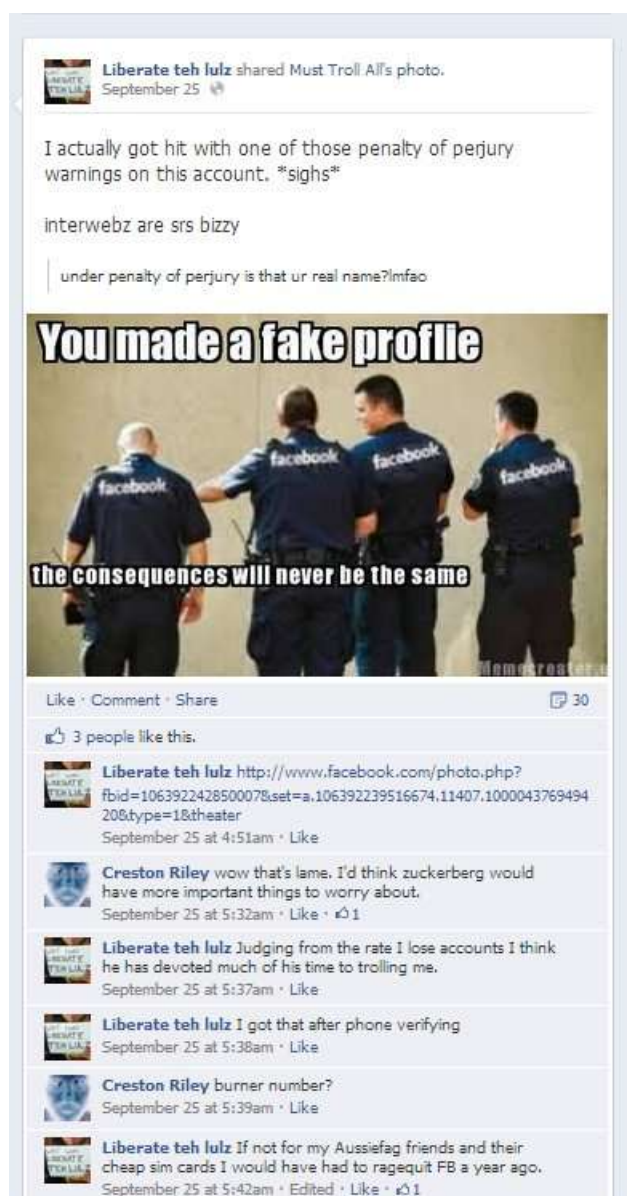 Liberate teh lulz shared Must Troll All's photo.
September 25
I actually got hit with one of those penalty of perjury
warnings on this account. *sighs*
interwebz are srs bizzy
under penalty of perjury is that ur real name?lmfao
You made a fake proflie
facebook
facebook
facebook
facebook
the consequences will never be the same
Like · Comment · Share
30
3 people like this.
Liberate teh lulz http://www.facebook.com/photo.php?
fbid=106392242850007&set=a.106392239516674.11407.1000043769494
20&type=1&theater
September 25 at 4:51am · Like
Creston Riley wow that's lame. I'd think zuckerberg would
have more important things to worry about.
September 25 at 5:32am · Like · 1
Liberate teh lulz Judging from the rate I lose accounts I think
he has devoted much of his time to trolling me.
September 25 at 5:37am · Like
Liberate teh lulz I got that after phone verifying
September 25 at 5:38am · Like
Creston Riley burner number?
September 25 at 5:39am · Like
Liberate teh lulz If not for my Aussiefag friends and their
cheap sim cards I would have had to ragequit FB a year ago.
September 25 at 5:42am · Edited · Like · 1